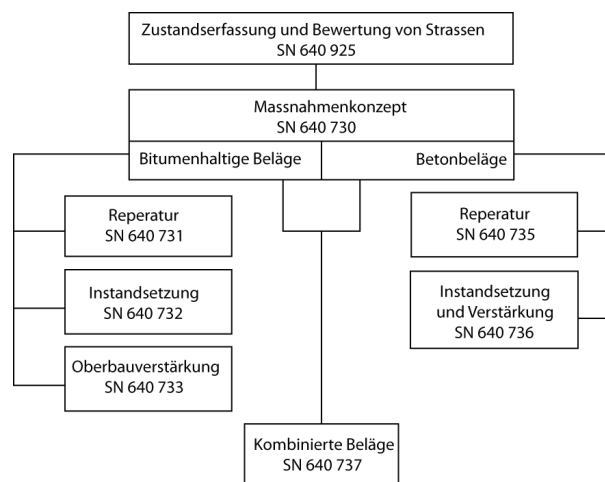 Zustandserfassung und Bewertung von Strassen
SN 640 925
Massnahmenkonzept
SN 640 730
Bitumenhaltige Beläge
Betonbeläge
Reperatur
SN 640 731
Instandsetzung
SN 640 732
Oberbauverstärkung
SN 640 733
Reperatur
SN 640 735
Instandsetzung
und Verstärkung
SN 640 736
Kombinierte Beläge
SN 640 737